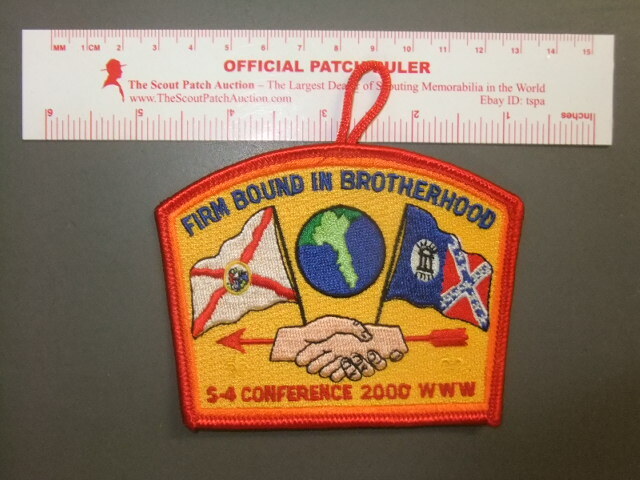 MM 1 CM 2 3 4 5 6 7 8 9 10 11 12 13 14 15
OFFICIAL PATCH RULER
The Scout Patch Auction – The Largest Dealer of Scouting Memorabilia in the World
www.TheScoutPatchAuction.com Ebay ID: tspa
6 5 4 3 2 1 Inches
FIRM BOUND IN BROTHERHOOD
S-4 CONFERENCE 2000 WWW